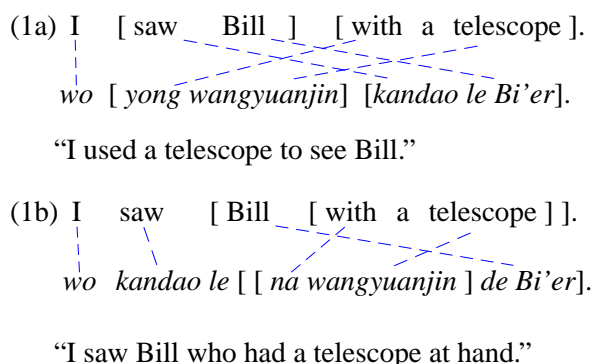 (1a) I [ saw Bill ] [ with a telescope ].
wo [ yong wangyuanjin] [kandao le Bi’er].
“I used a telescope to see Bill.”
(1b) I saw [ Bill [ with a telescope ] ].
wo kandao le [ [ na wangyuanjin ] de Bi’er].
“I saw Bill who had a telescope at hand.”